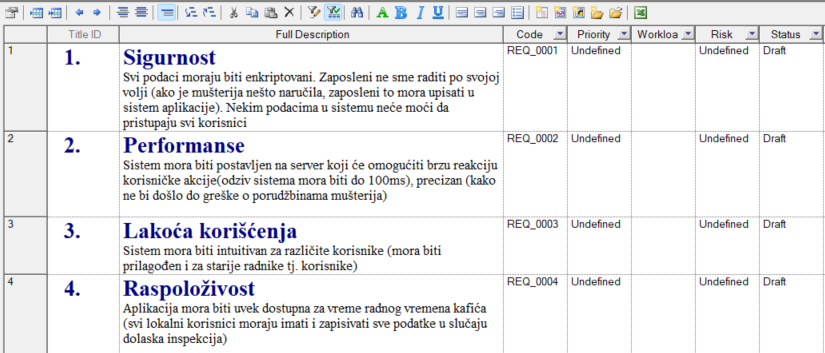 Title ID Full Description Code Priority Workloa Risk Status
1 1. Sigurnost REQ_0001 Undefined Undefined Draft
Svi podaci moraju biti enkriptovani. Zaposleni ne sme raditi po svojoj
volji (ako je mušterija nešto naručila, zaposleni to mora upisati u
sistem aplikacije). Nekim podacima u sistemu neće moći da
pristupaju svi korisnici
2 2. Performanse REQ_0002 Undefined Undefined Draft
Sistem mora biti postavljen na server koji će omogućiti brzu reakciju
korisničke akcije(odziv sistema mora biti do 100ms), precizan (kako
ne bi došlo do greške o porudžbinama mušterija)
3 3. Lakoća korišćenja REQ_0003 Undefined Undefined Draft
Sistem mora biti intuitivan za različite korisnike (mora biti
prilagođen i za starije radnike tj. korisnike)
4 4. Raspoloživost REQ_0004 Undefined Undefined Draft
Aplikacija mora biti uvek dostupna za vreme radnog vremena kafića
(svi lokalni korisnici moraju imati i zapisivati sve podatke u slučaju
dolaska inspekcija)